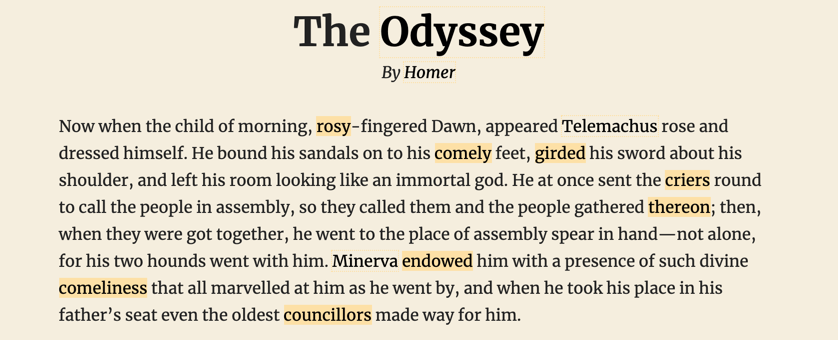 The Odyssey
By Homer
Now when the child of morning, rosy-fingered Dawn, appeared Telemachus rose and
dressed himself. He bound his sandals on to his comely feet, girded his sword about his
shoulder, and left his room looking like an immortal god. He at once sent the criers round
to call the people in assembly, so they called them and the people gathered thereon; then,
when they were got together, he went to the place of assembly spear in hand—not alone,
for his two hounds went with him. Minerva endowed him with a presence of such divine
comeliness that all marvelled at him as he went by, and when he took his place in his
father’s seat even the oldest councillors made way for him.